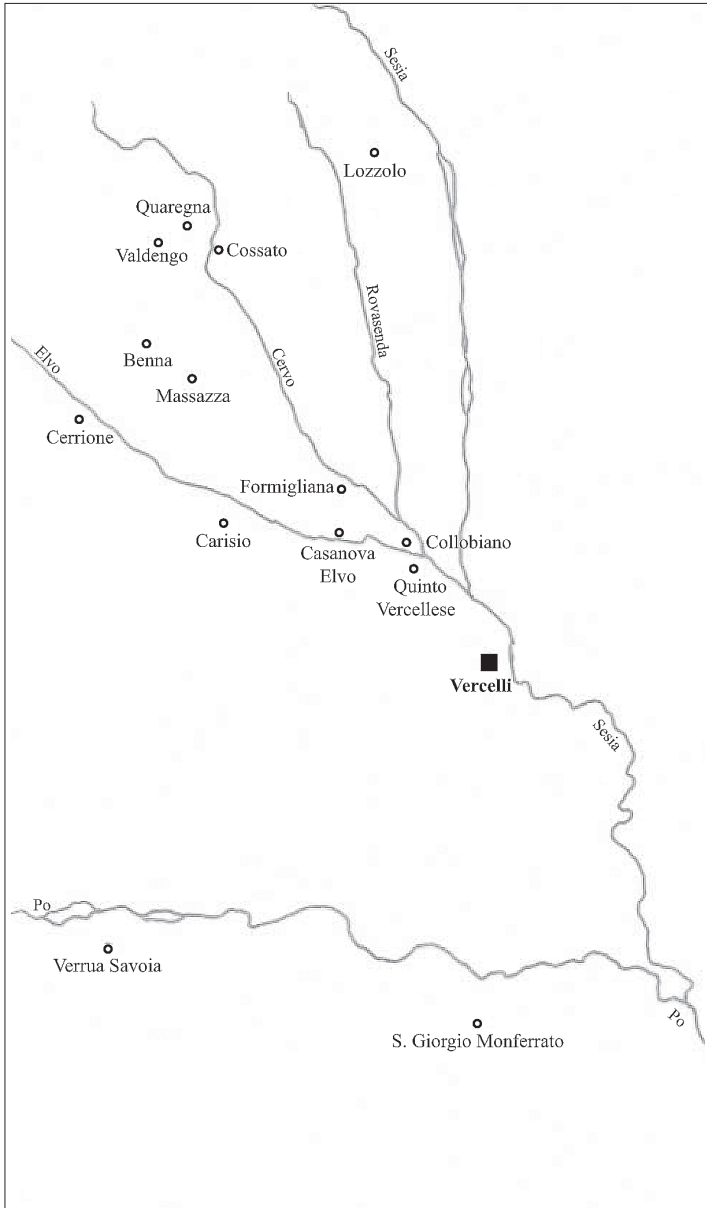 Sesia
Lozzolo
Quaregna
Valdengo
Cossato
Rovasenda
Elvo
Benna
Cervo
Massazza
Cerrione
Formigliana
Carisio
Casanova
Elvo
Collobiano
Quinto
Vercellese
Vercelli
Sesia
Po
Verrua Savoia
Po
S. Giorgio Monferrato